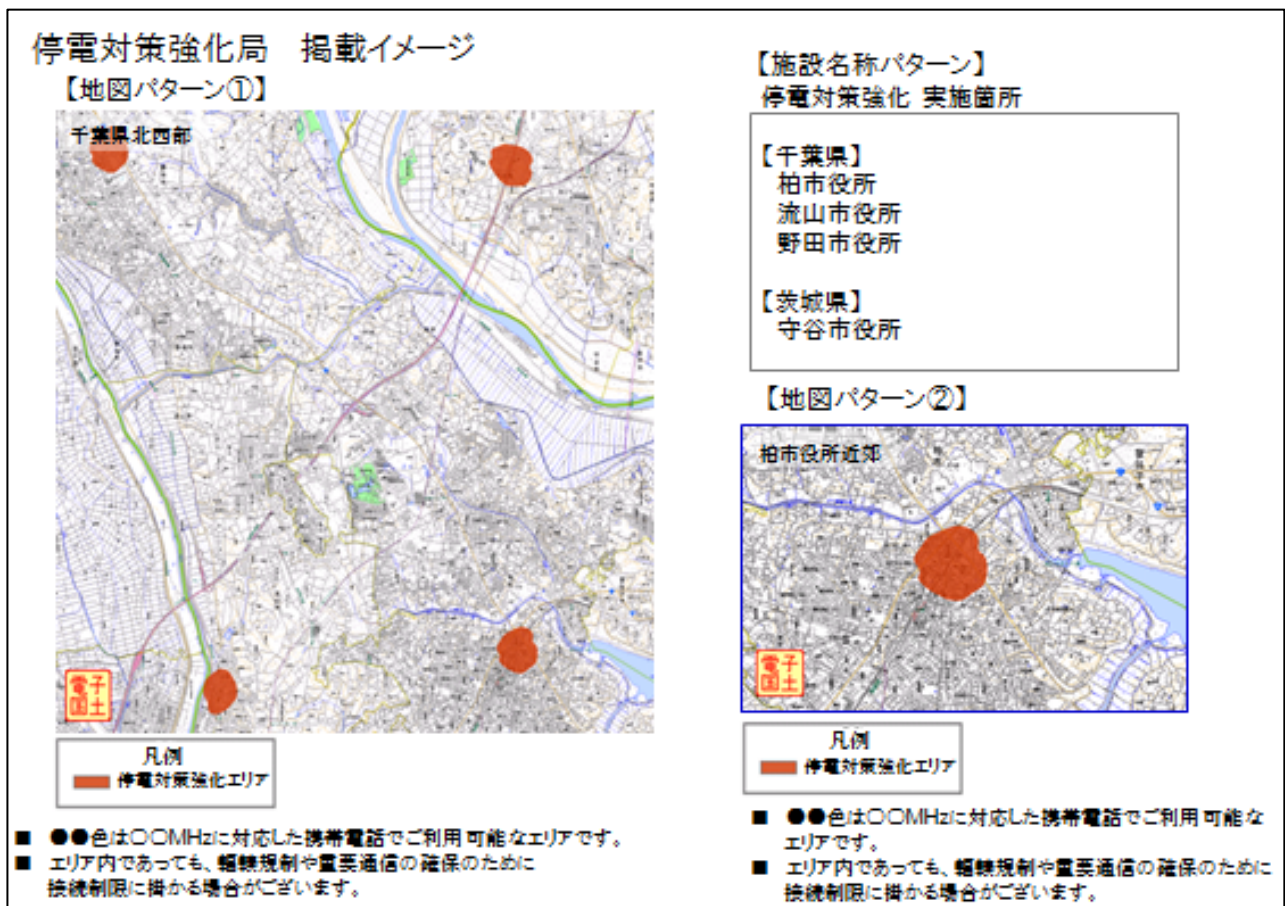 停電対策強化局　掲載イメージ
【地図パターン①】
千葉県北西部
電子
国土
凡例
停電対策強化エリア
■ ●●色は〇〇MHzに対応した携帯電話でご利用可能なエリアです。
■ エリア内であっても、輻輳規制や重要通信の確保のために
接続制限に掛かる場合がございます。
【施設名称パターン】
停電対策強化 実施箇所
【千葉県】
柏市役所
流山市役所
野田市役所
【茨城県】
守谷市役所
【地図パターン②】
柏市役所近郊
電子
国土
凡例
停電対策強化エリア
■ ●●色は〇〇MHzに対応した携帯電話でご利用可能な
エリアです。
■ エリア内であっても、輻輳規制や重要通信の確保のために
接続制限に掛かる場合がございます。